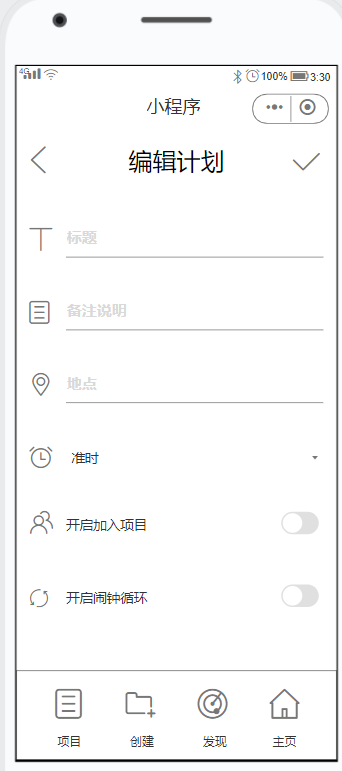 4G 100% 3:30
小程序
编辑计划
标题
备注说明
地点
准时
开启加入项目
开启闹钟循环
项目 创建 发现 主页